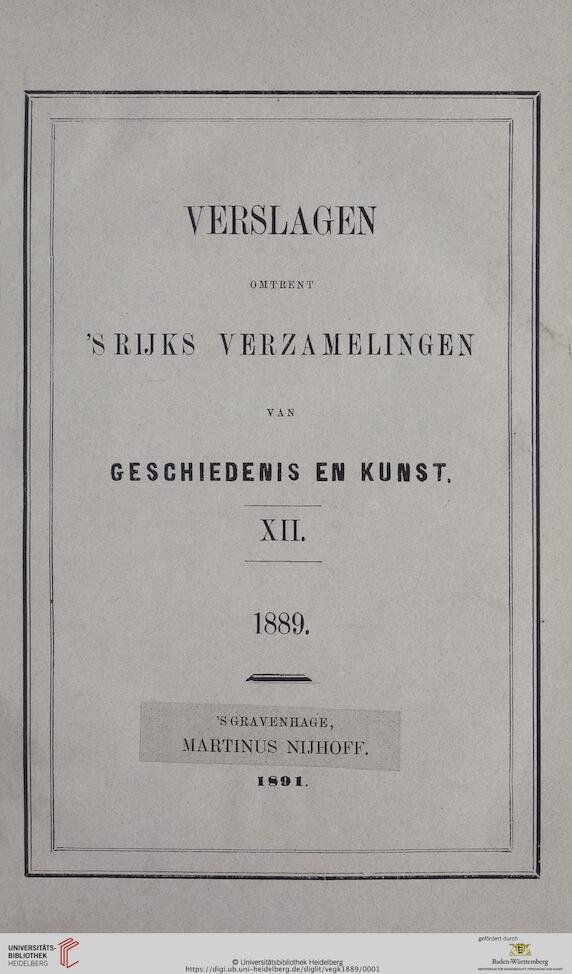 VERSLAGEN
OMTRENT
'S RIJKS VERZAMELINGEN
VAN
GESCHIEDENIS EN KUNST.
XII.
1889.
'S GRAVENHAGE,
MARTINUS NIJHOFF.
1891.
gefördert durch
UNIVERSITÄTS-
BIBLIOTHEK
HEIDELBERG
Baden-Württemberg
© Universitätsbibliothek Heidelberg
https://digi.ub.uni-heidelberg.de/diglit/vegk1889/0001